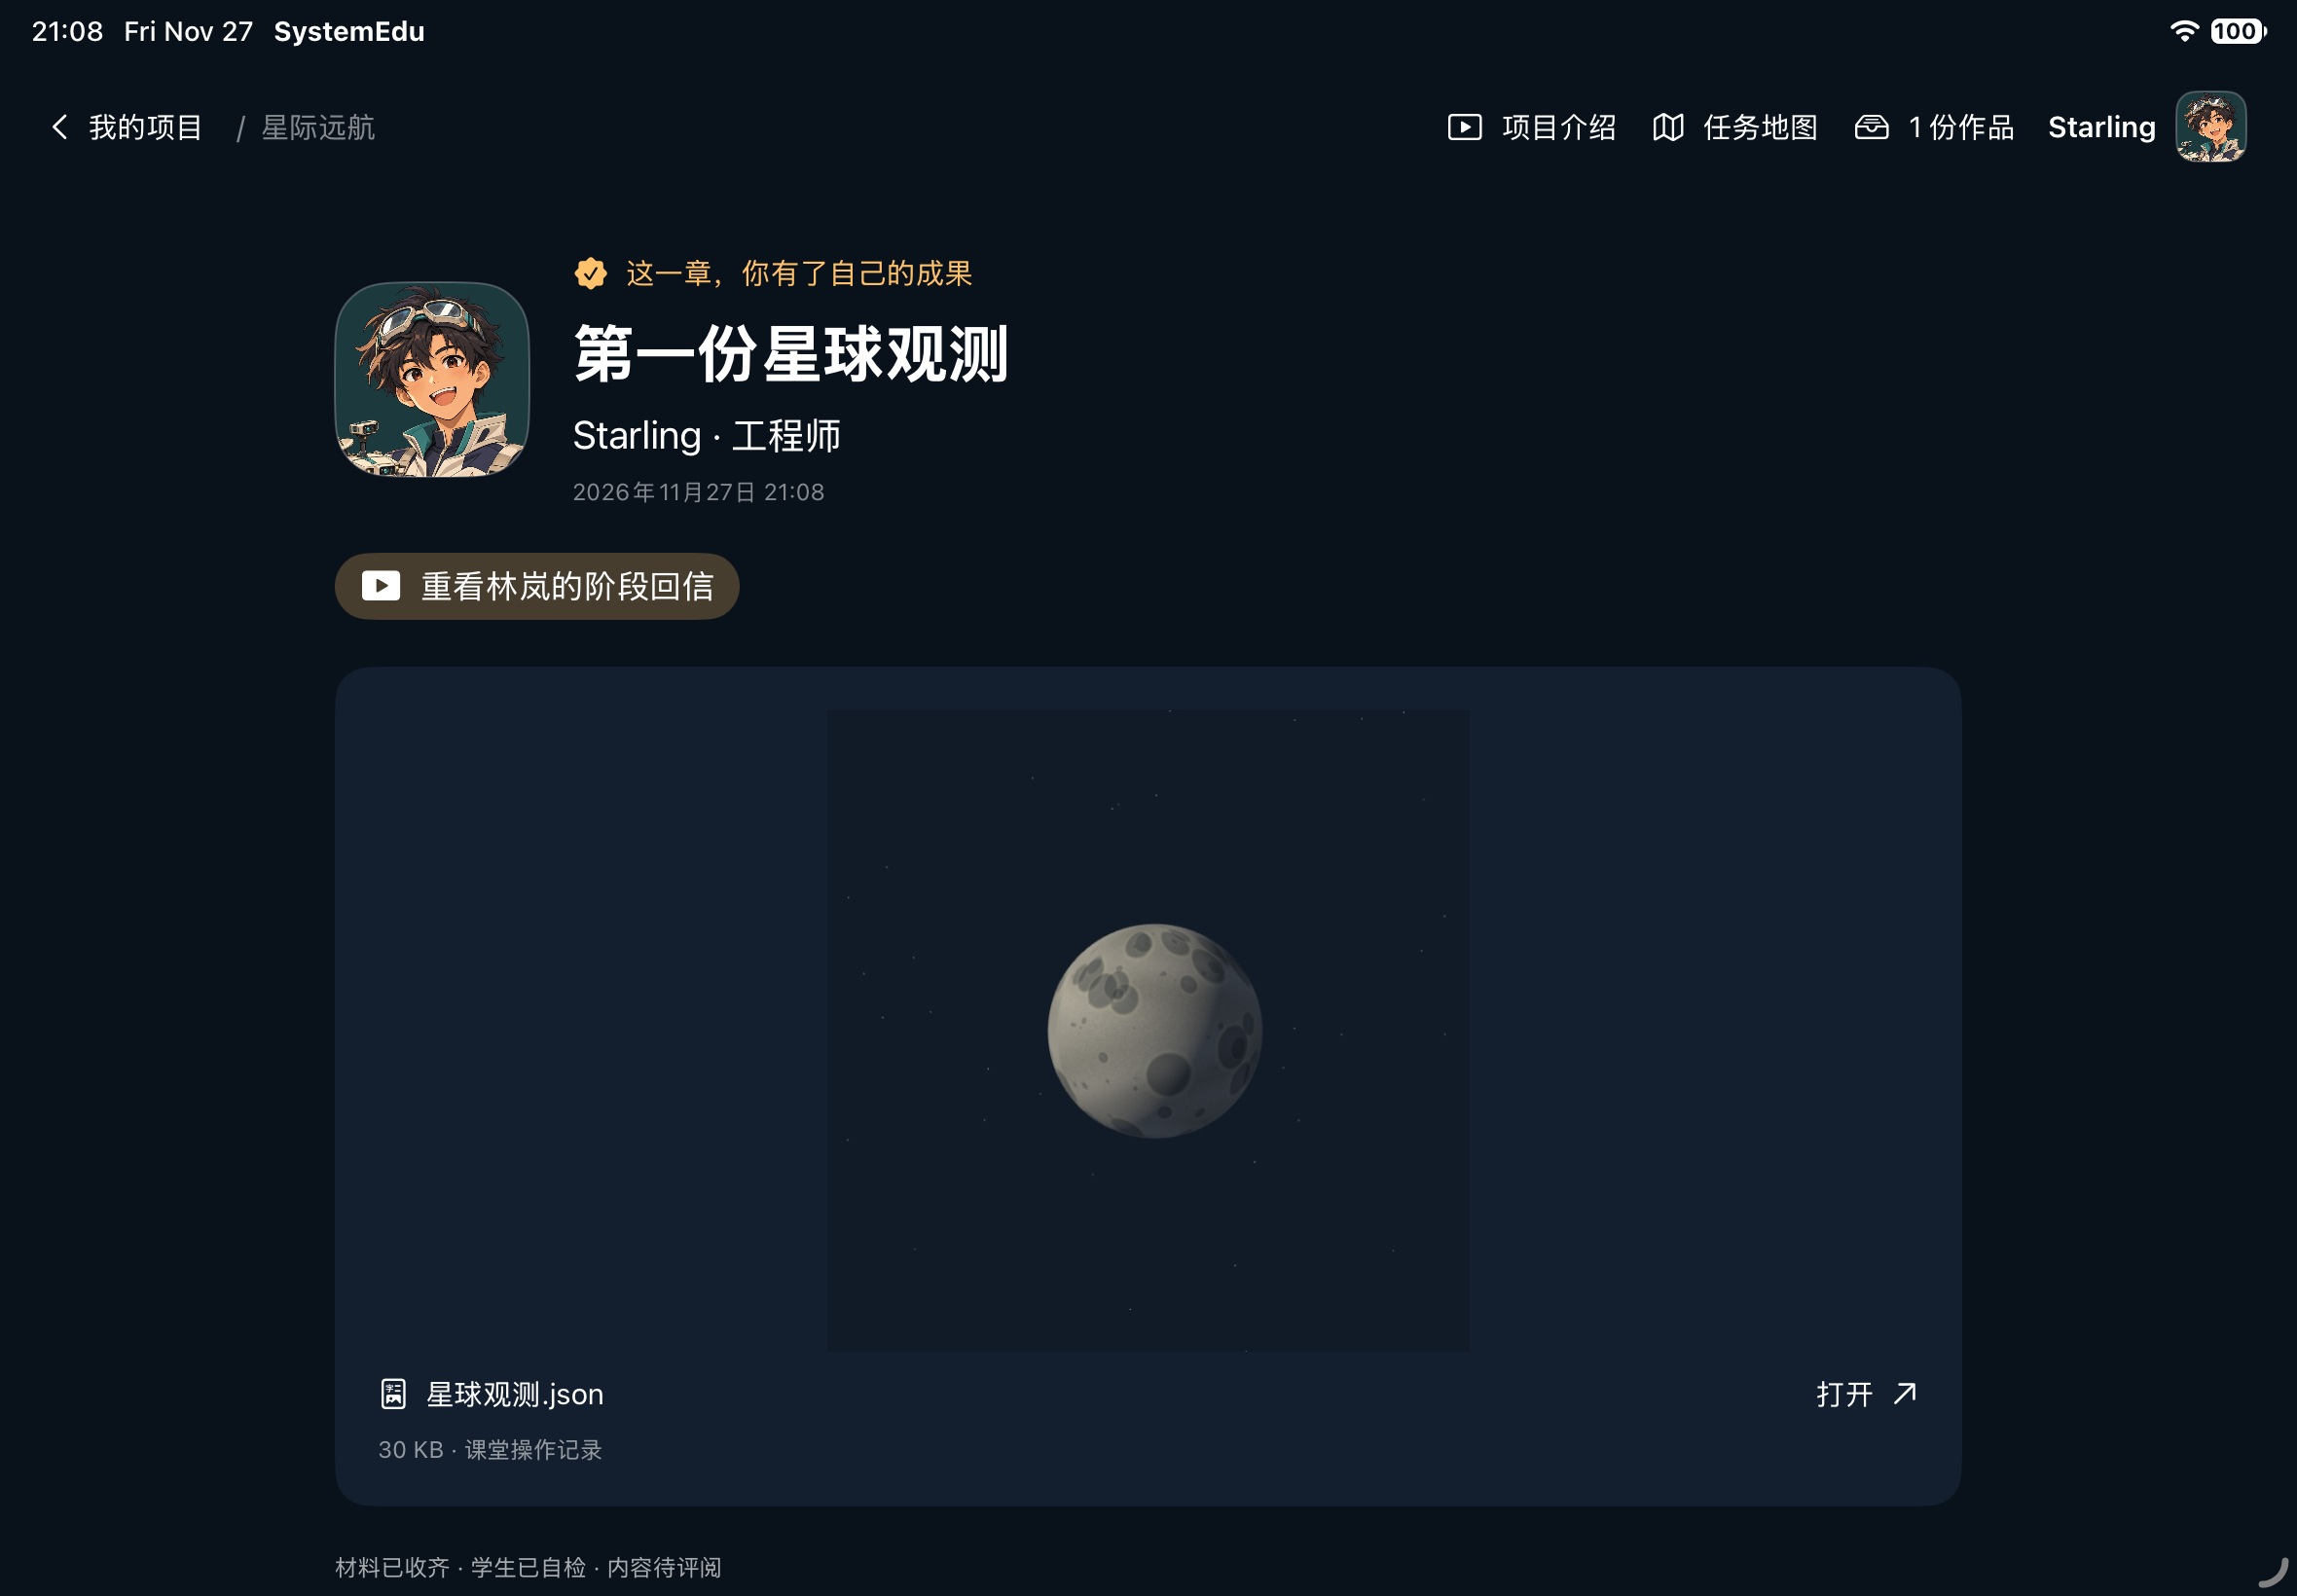 21:08 Fri Nov 27 SystemEdu 100
我的项目 / 星际远航 项目介绍 任务地图 1 份作品 Starling
这一章，你有了自己的成果
第一份星球观测
Starling · 工程师
2026年11月27日 21:08
重看林岚的阶段回信
星球观测.json 打开
30 KB · 课堂操作记录
材料已收齐 · 学生已自检 · 内容待评阅